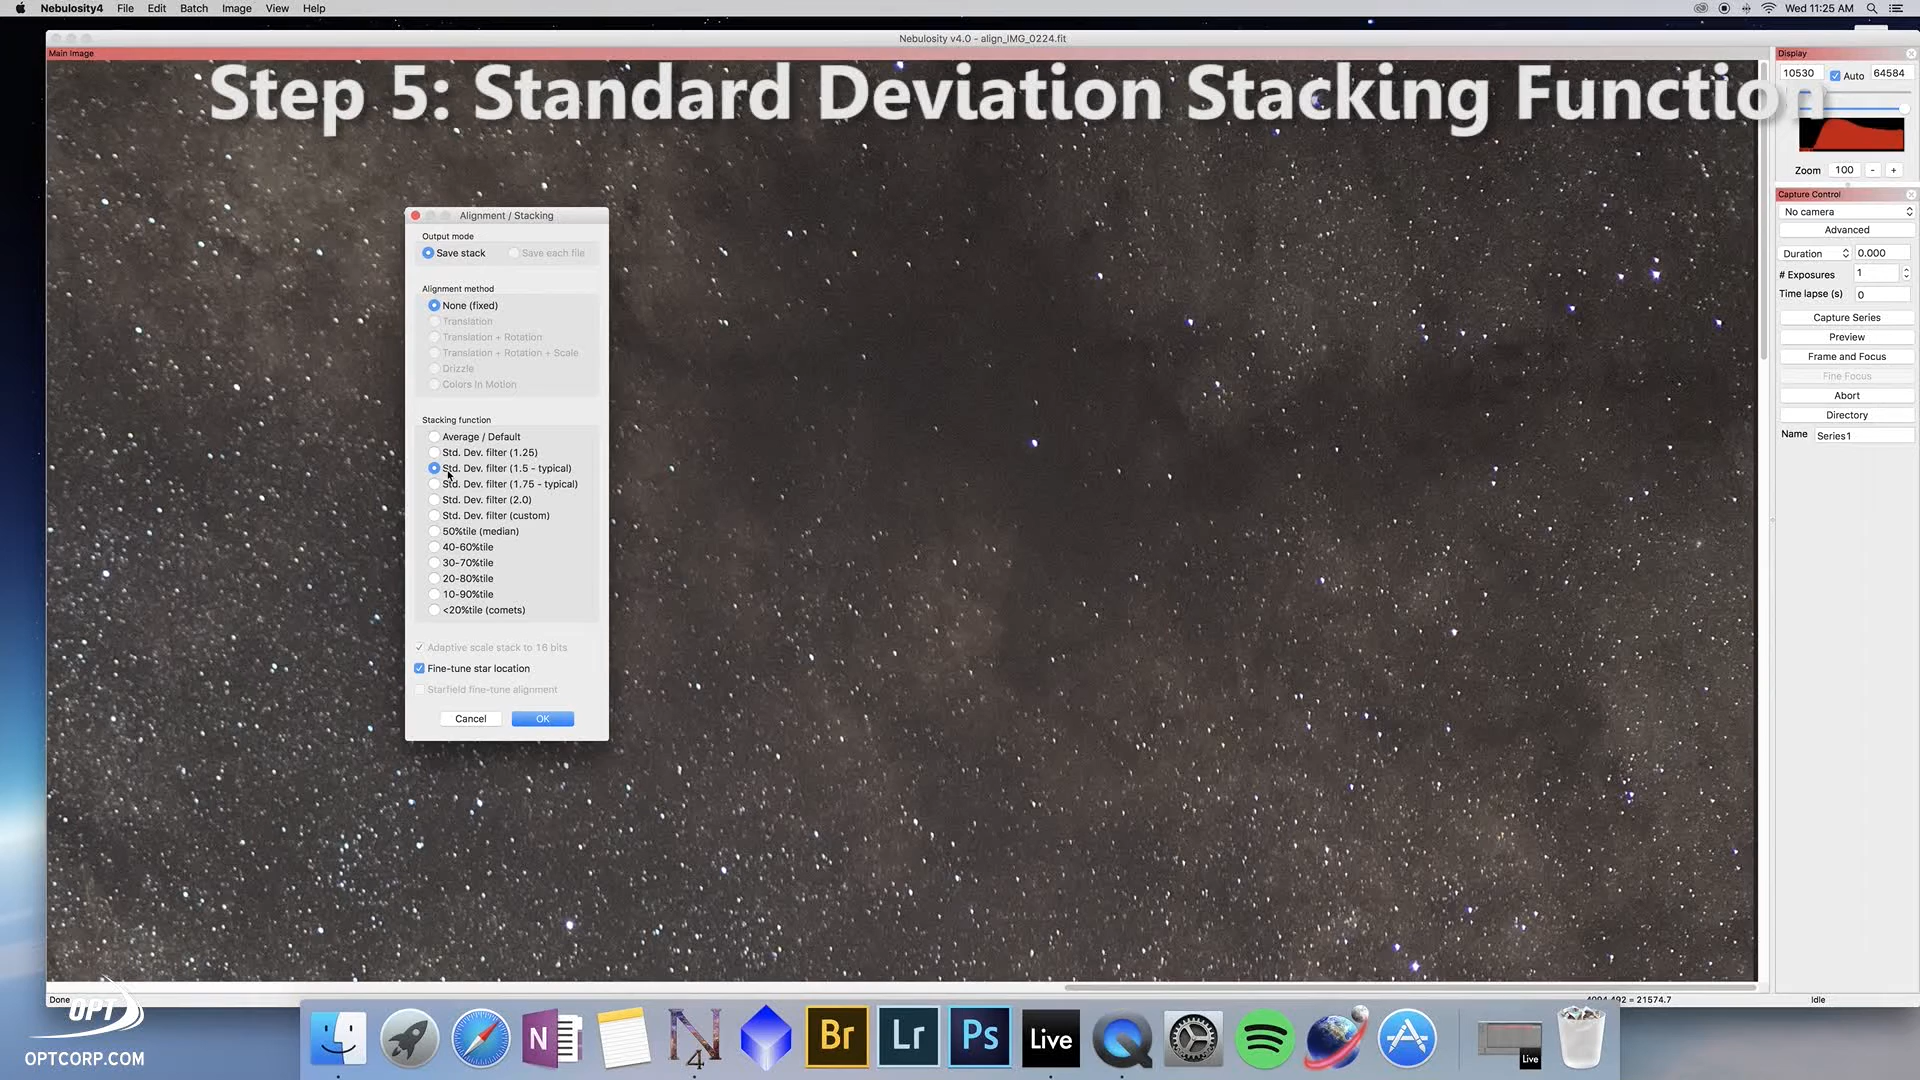 Nebulosity4 File Edit Batch Image View Help
Wed 11:25 AM
Nebulosity v4.0 - align_IMG_0224.fit
Main Image
Step 5: Standard Deviation Stacking Function
Display
10530 Auto 64584
Zoom 100 - +
Capture Control
No camera
Advanced
Duration 0.000
# Exposures 1
Time lapse (s) 0
Capture Series
Preview
Frame and Focus
Fine Focus
Abort
Directory
Name Series1
Alignment / Stacking
Output mode
Save stack Save each file
Alignment method
None (fixed)
Translation
Translation + Rotation
Translation + Rotation + Scale
Drizzle
Colors In Motion
Stacking function
Average / Default
Std. Dev. filter (1.25)
Std. Dev. filter (1.5 - typical)
Std. Dev. filter (1.75 - typical)
Std. Dev. filter (2.0)
Std. Dev. filter (custom)
50%tile (median)
40-60%tile
30-70%tile
20-80%tile
10-90%tile
<20%tile (comets)
Adaptive scale stack to 16 bits
Fine-tune star location
Starfield fine-tune alignment
Cancel OK
Done
= 21574.7
Idle
OPT
OPTCORP.COM
N
N
4
Br
Lr
Ps
Live
Live